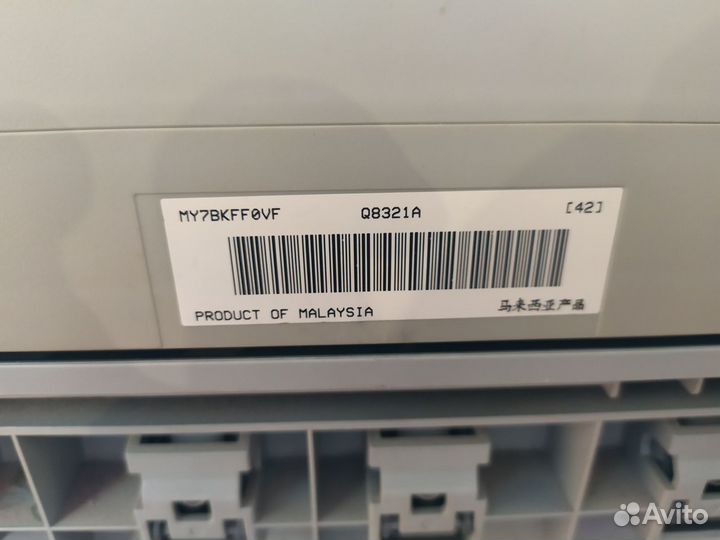 MY7BKFF0VF Q8321A [42]
PRODUCT OF MALAYSIA 马来西亚产品
Avito